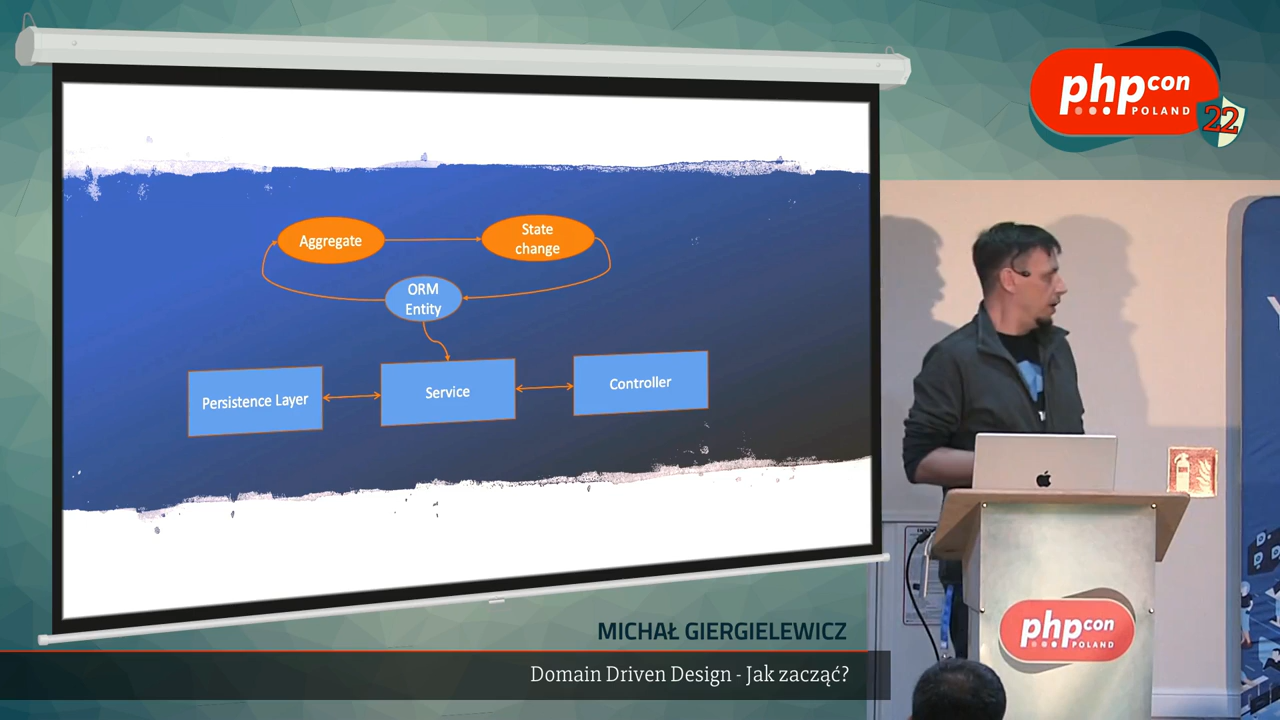 php con
POLAND
22
Aggregate
State
change
ORM
Entity
Persistence Layer
Service
Controller
MICHAŁ GIERGIELEWICZ
Domain Driven Design - Jak zacząć?
php con
POLAND